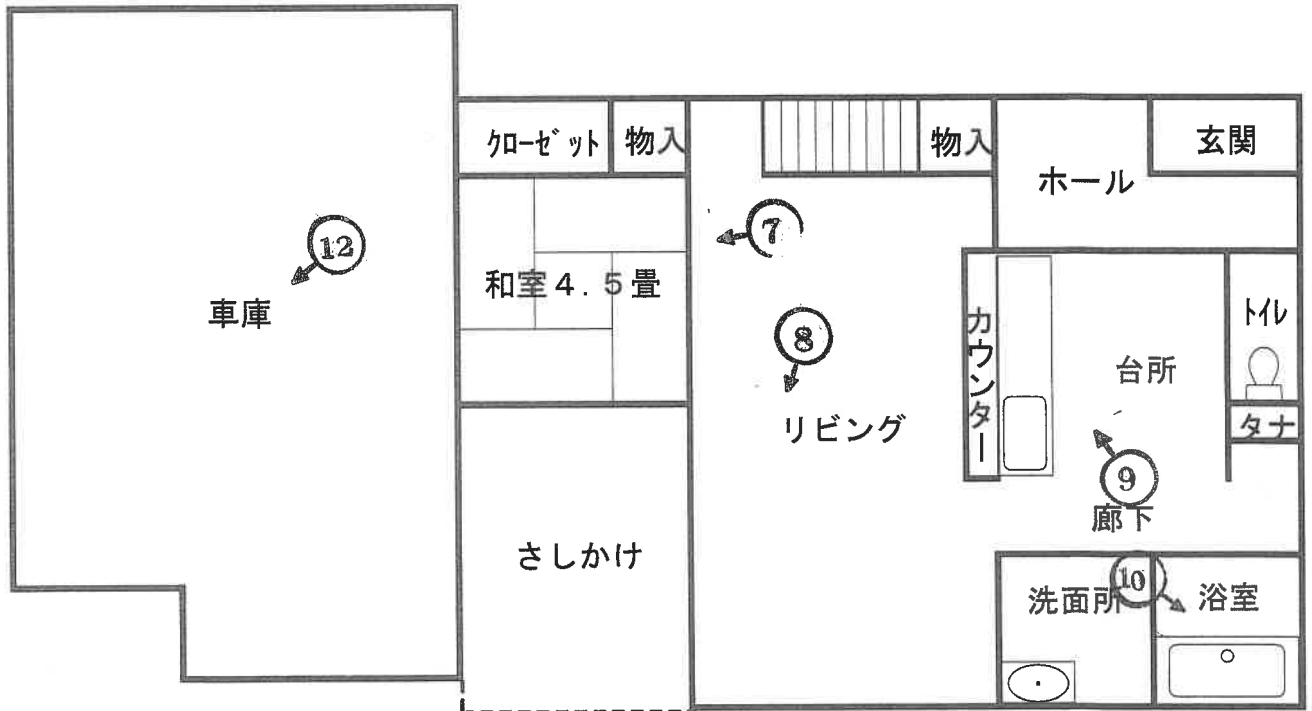 クローゼット
物入
物入
玄関
ホール
⑦
⑫
和室4.5畳
車庫
⑧
カウンター
トイレ
台所
リビング
タナ
⑨
廊下
さしかけ
洗面所
⑩
浴室